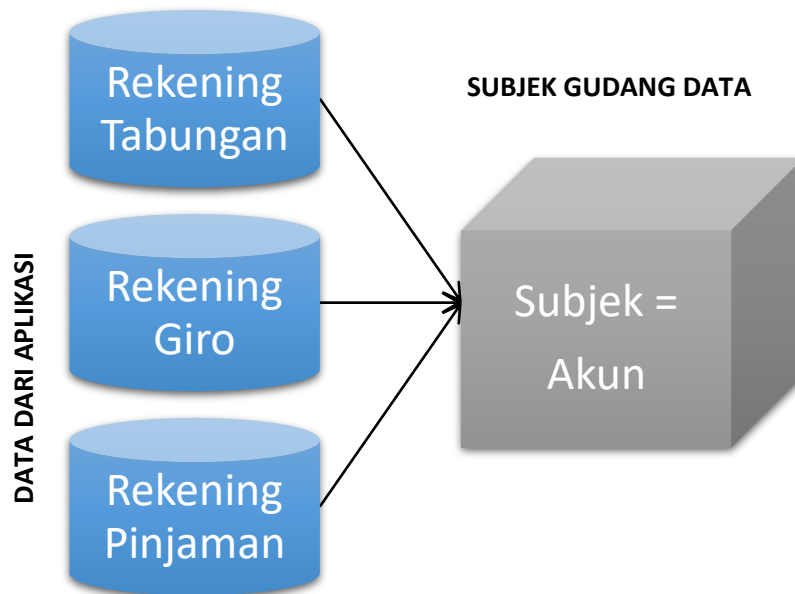 Rekening
Tabungan
SUBJEK GUDANG DATA
DATA DARI APLIKASI
Rekening
Giro
Subjek =
Akun
Rekening
Pinjaman